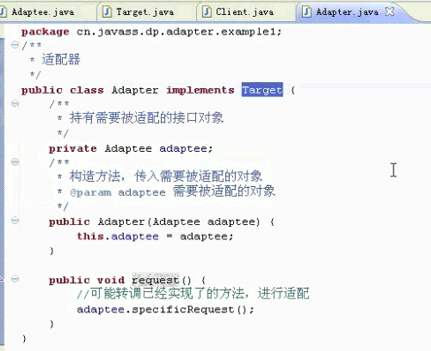 Adaptee.java Target.java Client.java Adapter.java
package cn.javass.dp.adapter.example1;
/**
 * 适配器
 */
public class Adapter implements Target {
    /**
     * 持有需要被适配的接口对象
     */
    private Adaptee adaptee;
    /**
     * 构造方法，传入需要被适配的对象
     * @param adaptee 需要被适配的对象
     */
    public Adapter(Adaptee adaptee) {
        this.adaptee = adaptee;
    }

    public void request() {
        //可能转调已经实现了的方法，进行适配
        adaptee.specificRequest();
    }
}